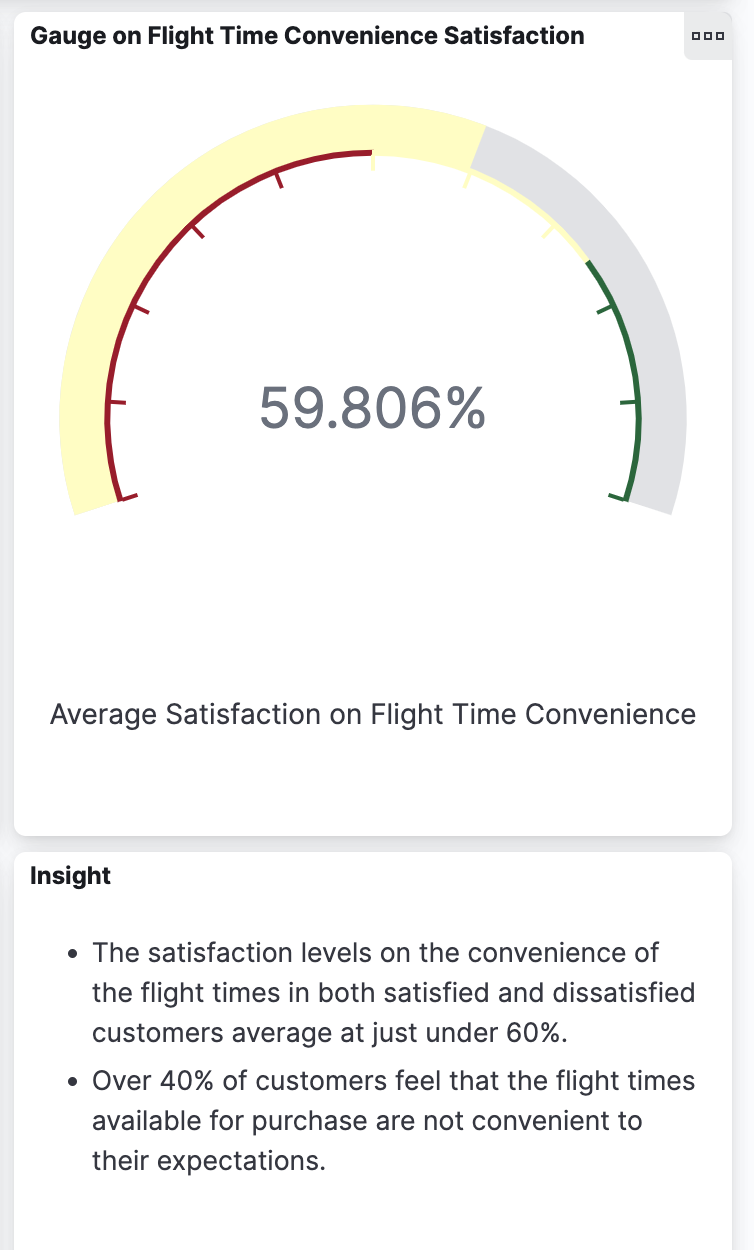 Gauge on Flight Time Convenience Satisfaction
59.806%
Average Satisfaction on Flight Time Convenience
Insight
• The satisfaction levels on the convenience of
the flight times in both satisfied and dissatisfied
customers average at just under 60%.
• Over 40% of customers feel that the flight times
available for purchase are not convenient to
their expectations.